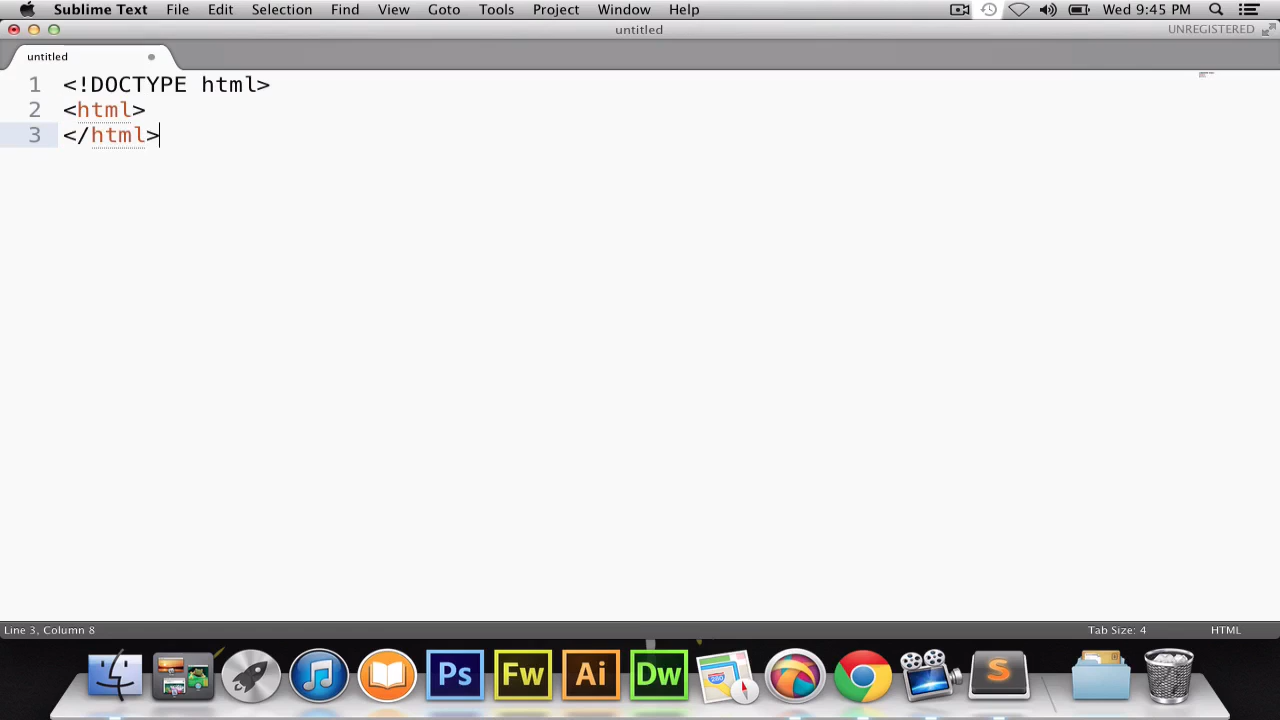 Sublime Text File Edit Selection Find View Goto Tools Project Window Help Wed 9:45 PM
untitled UNREGISTERED
untitled
1 <!DOCTYPE html>
2 <html>
3 </html>
Line 3, Column 8 Tab Size: 4 HTML
Ps Fw Ai Dw 280 S